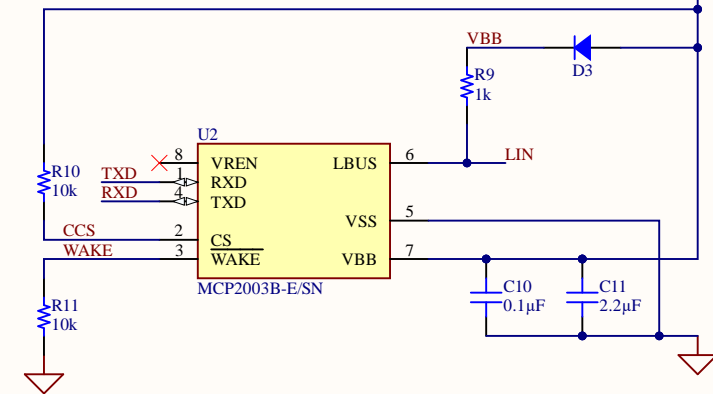 VBB
D3
R9
1k
U2
8
VREN
LBUS
6
LIN
R10
10k
TXD
1
RXD
RXD
4
TXD
VSS
5
CCS
2
CS
WAKE
3
WAKE
VBB
7
MCP2003B-E/SN
C10
0.1µF
C11
2.2µF
R11
10k